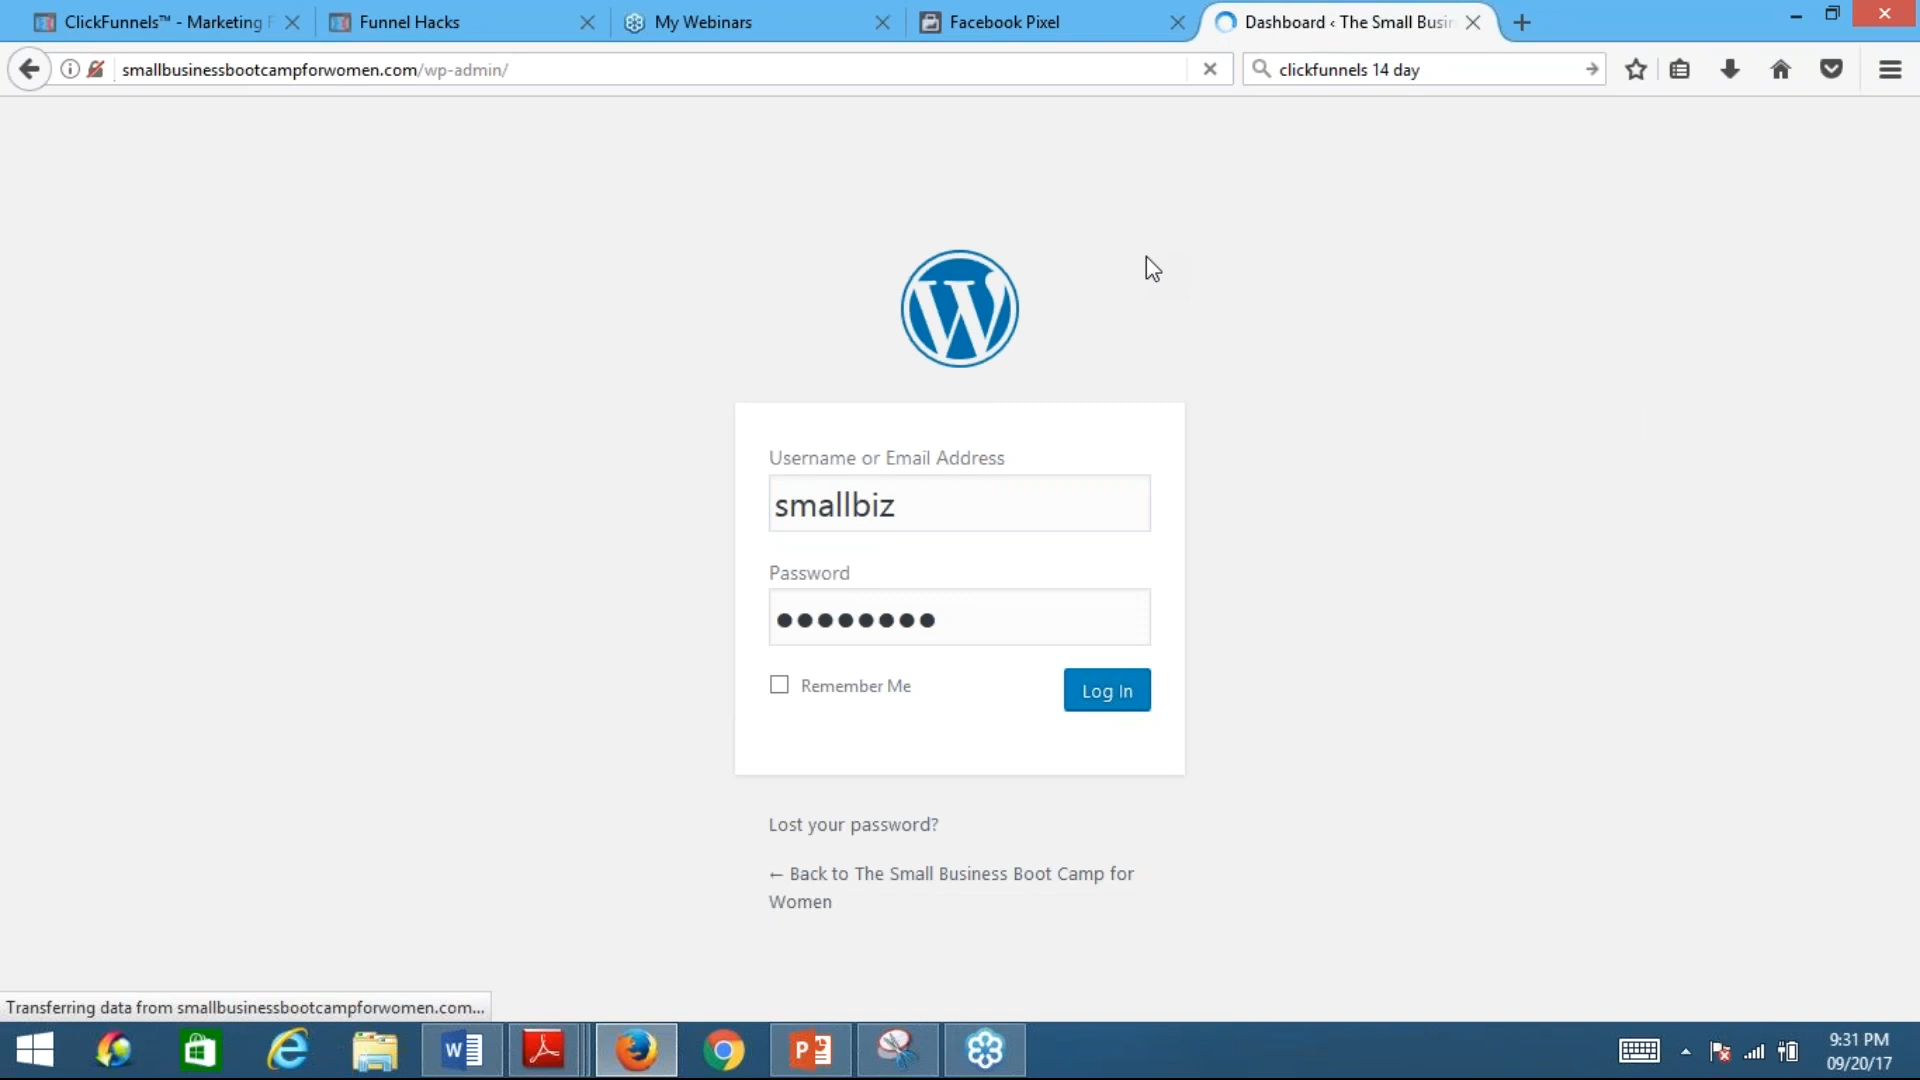 ClickFunnels™ - Marketing F
Funnel Hacks
My Webinars
Facebook Pixel
Dashboard ‹ The Small Busin
smallbusinessbootcampforwomen.com/wp-admin/
clickfunnels 14 day
Username or Email Address
smallbiz
Password
Remember Me
Log In
Lost your password?
← Back to The Small Business Boot Camp for
Women
Transferring data from smallbusinessbootcampforwomen.com...
9:31 PM
09/20/17